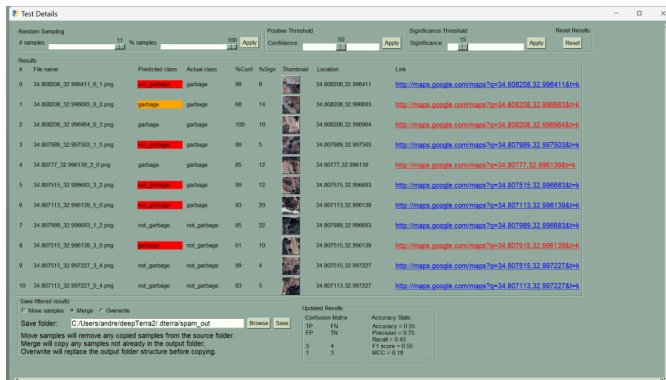 Test Details
Random Sampling
Positive Threshold
Significance Threshold
Reset Results
# samples 11 % samples 100 Apply Confidence: 50 Apply Significance: 15 Apply Reset
Results
# File name Predicted class Actual class %Conf %Sign Thumbnail Location Link
0 34.808208_32.996411_0_1.png not_garbage garbage 99 6 34.808208,32.996411 http://maps.google.com/maps?q=34.808208,32.996411&t=k
1 34.808208_32.996683_0_2.png garbage garbage 68 14 34.808208,32.996683 http://maps.google.com/maps?q=34.808208,32.996683&t=k
2 34.808208_32.996964_0_3.png garbage garbage 100 19 34.808208,32.996964 http://maps.google.com/maps?q=34.808208,32.996964&t=k
3 34.807989_32.997503_1_5.png not_garbage garbage 99 5 34.807989,32.997503 http://maps.google.com/maps?q=34.807989,32.997503&t=k
4 34.80777_32.996139_2_0.png garbage garbage 85 12 34.80777,32.996139 http://maps.google.com/maps?q=34.80777,32.996139&t=k
5 34.807515_32.996683_3_2.png not_garbage garbage 99 12 34.807515,32.996683 http://maps.google.com/maps?q=34.807515,32.996683&t=k
6 34.807113_32.996139_5_0.png not_garbage garbage 93 20 34.807113,32.996139 http://maps.google.com/maps?q=34.807113,32.996139&t=k
7 34.807989_32.996683_1_2.png not_garbage not_garbage 85 22 34.807989,32.996683 http://maps.google.com/maps?q=34.807989,32.996683&t=k
8 34.807515_32.996139_3_0.png garbage not_garbage 61 10 34.807515,32.996139 http://maps.google.com/maps?q=34.807515,32.996139&t=k
9 34.807515_32.997227_3_4.png not_garbage not_garbage 99 4 34.807515,32.997227 http://maps.google.com/maps?q=34.807515,32.997227&t=k
10 34.807113_32.997227_5_4.png not_garbage not_garbage 83 5 34.807113,32.997227 http://maps.google.com/maps?q=34.807113,32.997227&t=k
Save filtered results
Move samples Merge Overwrite
Save folder: C:/Users/andre/deepTerra2/.dterra/spam_out Browse Save
Move samples will remove any copied samples from the source folder.
Merge will copy any samples not already in the output folder,
Overwrite will replace the output folder structure before copying.
Updated Results
Confusion Matrix Accuracy Stats
TP FN Accuracy = 0.55
FP TN Precision = 0.75
Recall = 0.43
3 4 F1 score = 0.55
1 3 MCC = 0.18